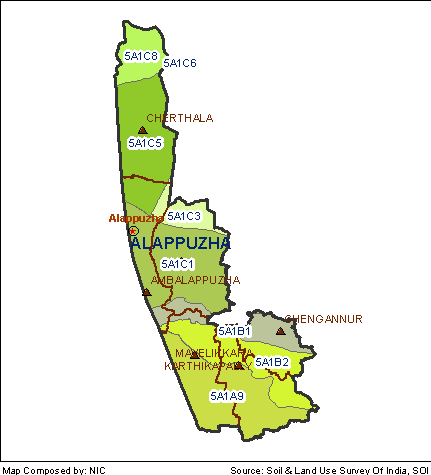 5A1C8
5A1C6
CHERTHALA
5A1C5
Alappuzha
5A1C3
ALAPPUZHA
5A1C1
AMBALAPPUZHA
CHENGANNUR
5A1B1
MAVELIKKARA
5A1B2
KARTHIKAPALLY
5A1A9
Map Composed by: NIC
Source: Soil & Land Use Survey Of India, SOI